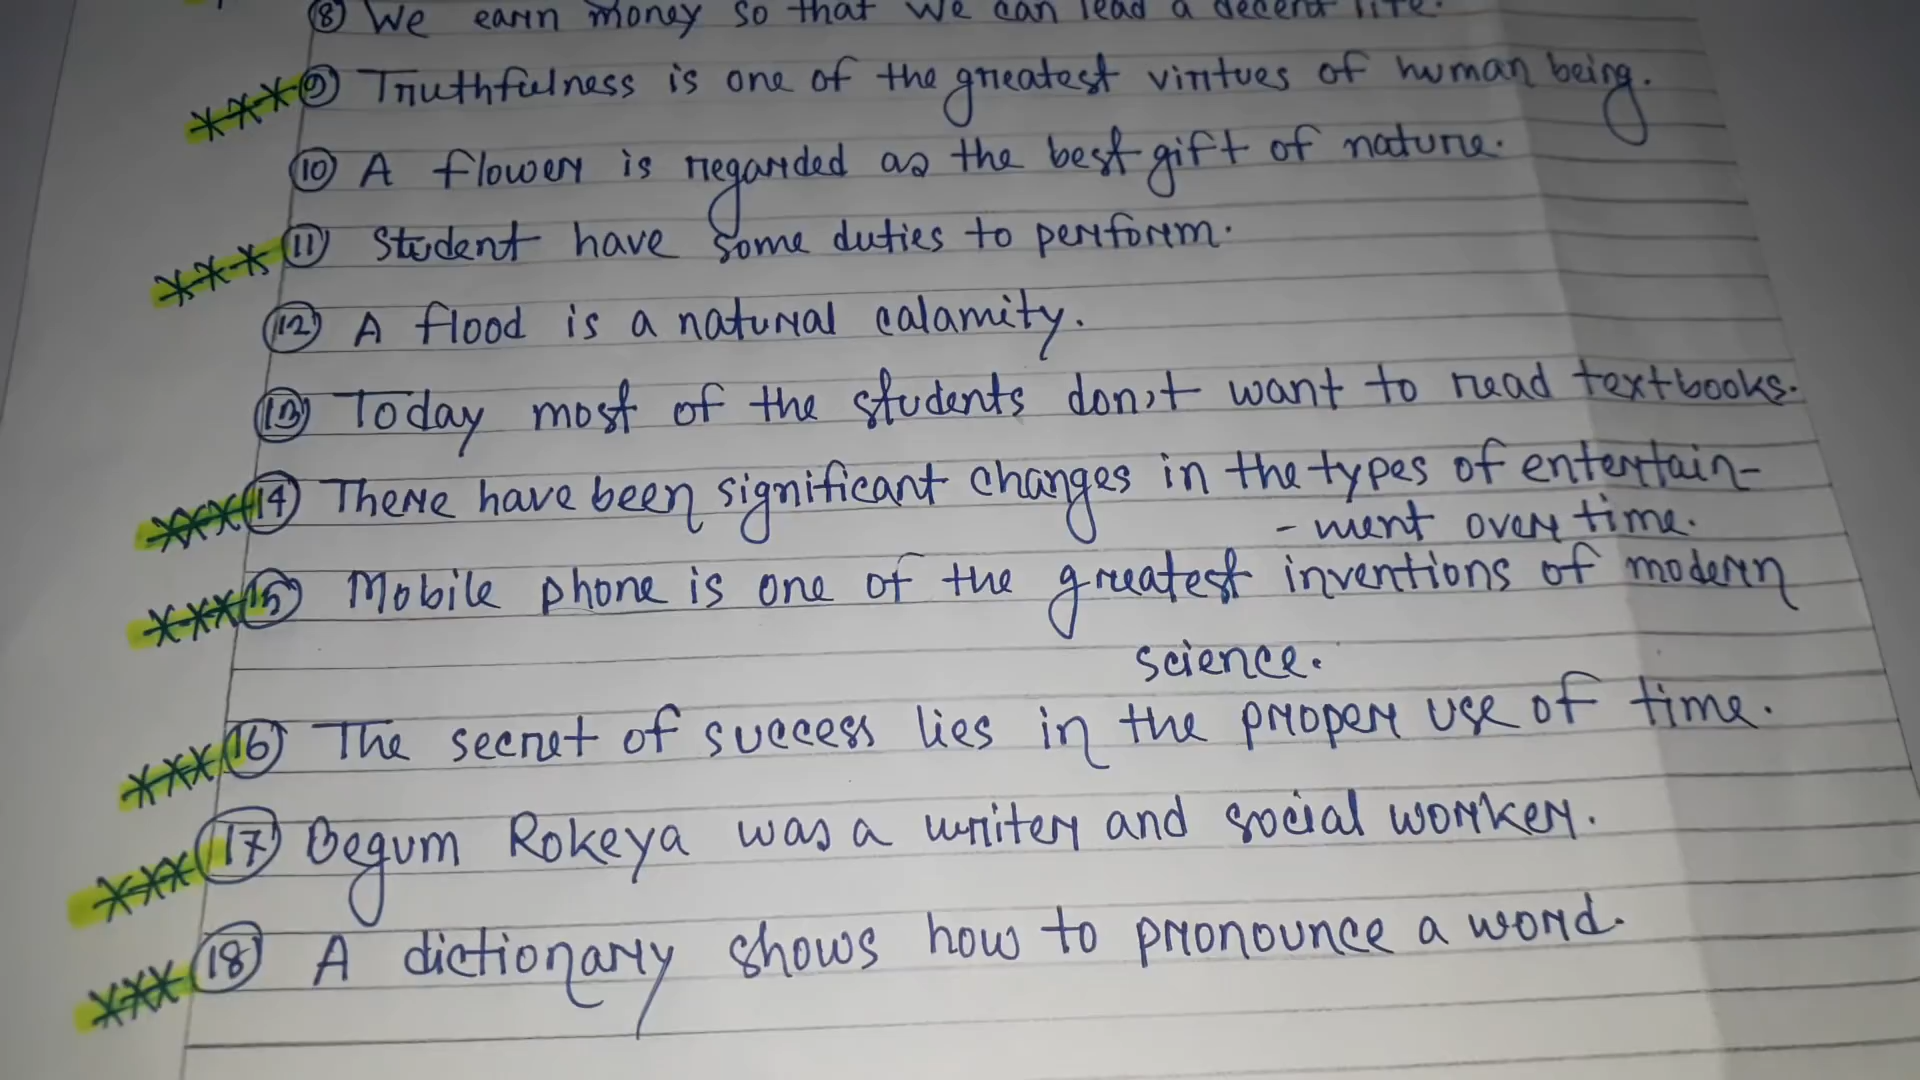 ⑧ We earn money so that we can lead a decent life.
*** ⑨ Truthfulness is one of the greatest virtues of human being.
⑩ A flower is regarded as the best gift of nature.
*** ⑪ Student have some duties to perform.
⑫ A flood is a natural calamity.
⑬ Today most of the students don't want to read textbooks.
*** ⑭ There have been significant changes in the types of entertain-
- ment over time.
*** ⑮ Mobile phone is one of the greatest inventions of modern
science.
*** ⑯ The secret of success lies in the proper use of time.
*** ⑰ Begum Rokeya was a writer and social worker.
*** ⑱ A dictionary shows how to pronounce a word.